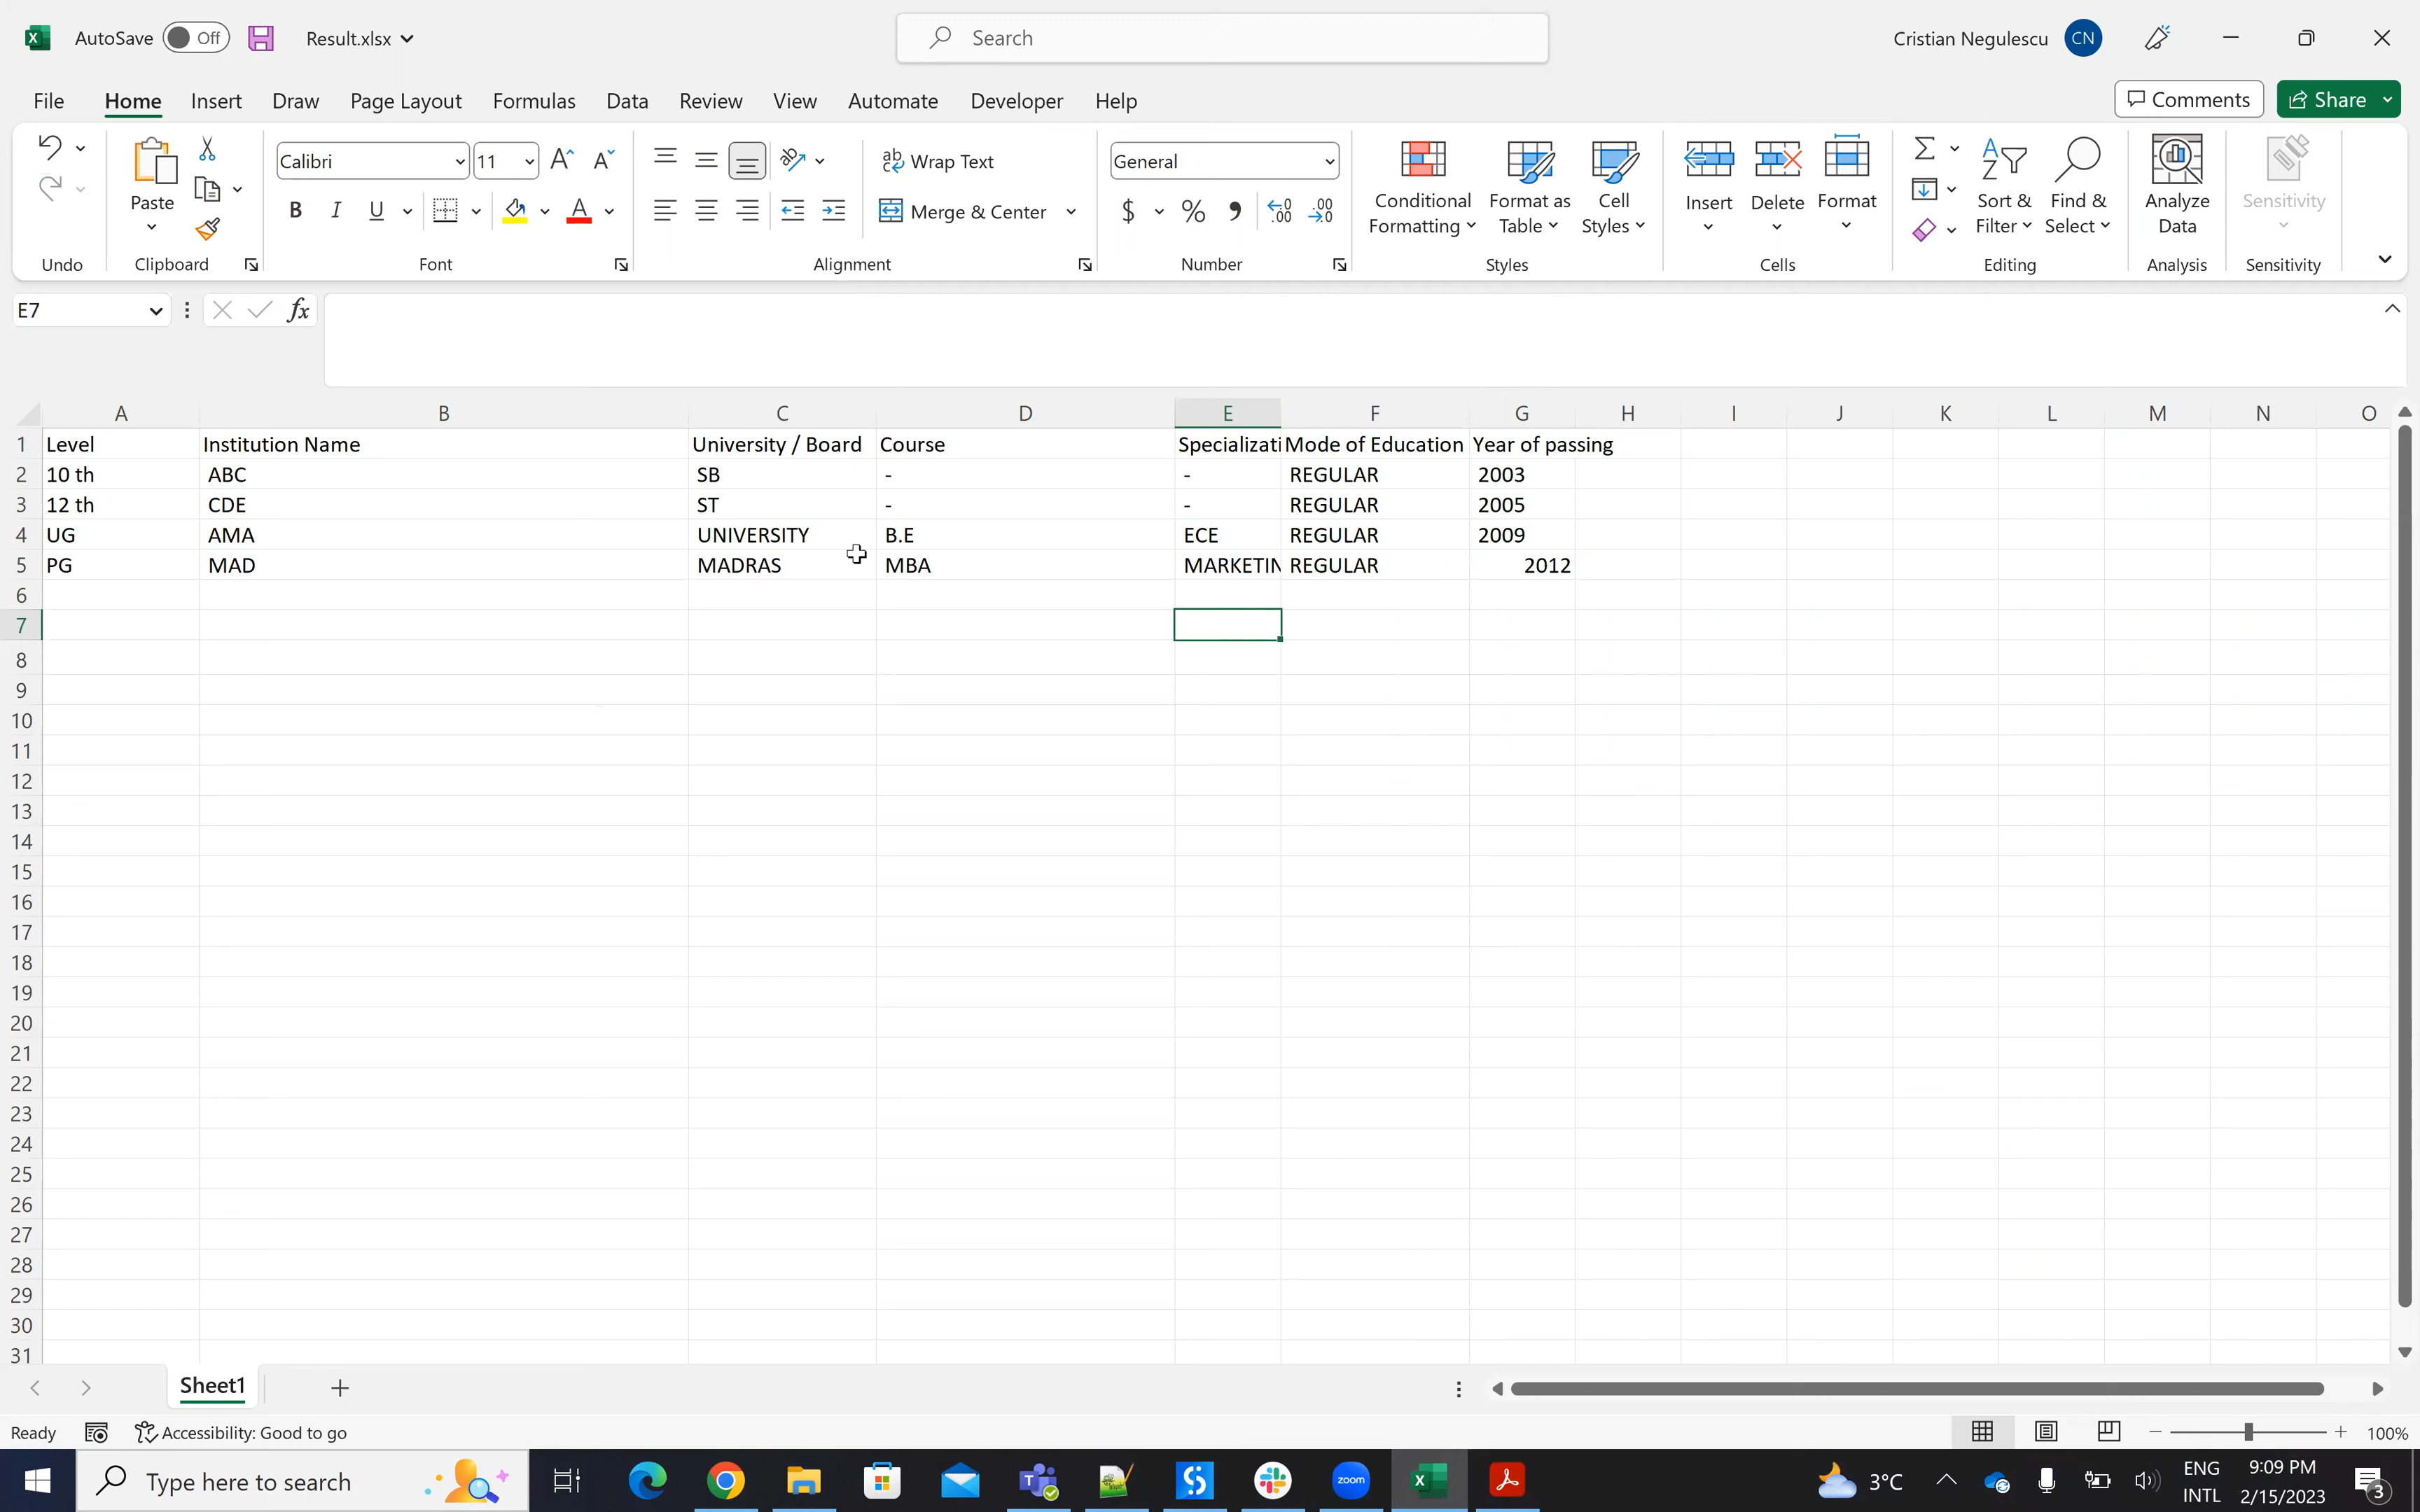 AutoSave Off Result.xlsx Search Cristian Negulescu CN
File Home Insert Draw Page Layout Formulas Data Review View Automate Developer Help Comments Share
Calibri 11 ab Wrap Text General
Paste B I U A Merge & Center $ % Conditional Formatting Format as Table Cell Styles Insert Delete Format Sort & Filter Find & Select Analyze Data Sensitivity
Undo Clipboard Font Alignment Number Styles Cells Editing Analysis Sensitivity
E7 fx
A B C D E F G H I J K L M N O
1 Level Institution Name University / Board Course Specializati Mode of Education Year of passing
2 10 th ABC SB - - REGULAR 2003
3 12 th CDE ST - - REGULAR 2005
4 UG AMA UNIVERSITY B.E ECE REGULAR 2009
5 PG MAD MADRAS MBA MARKETIN REGULAR 2012
6
7
8
9
10
11
12
13
14
15
16
17
18
19
20
21
22
23
24
25
26
27
28
29
30
31
Sheet1
Ready Accessibility: Good to go 100%
Type here to search zoom 3°C ENG INTL 9:09 PM 2/15/2023 3